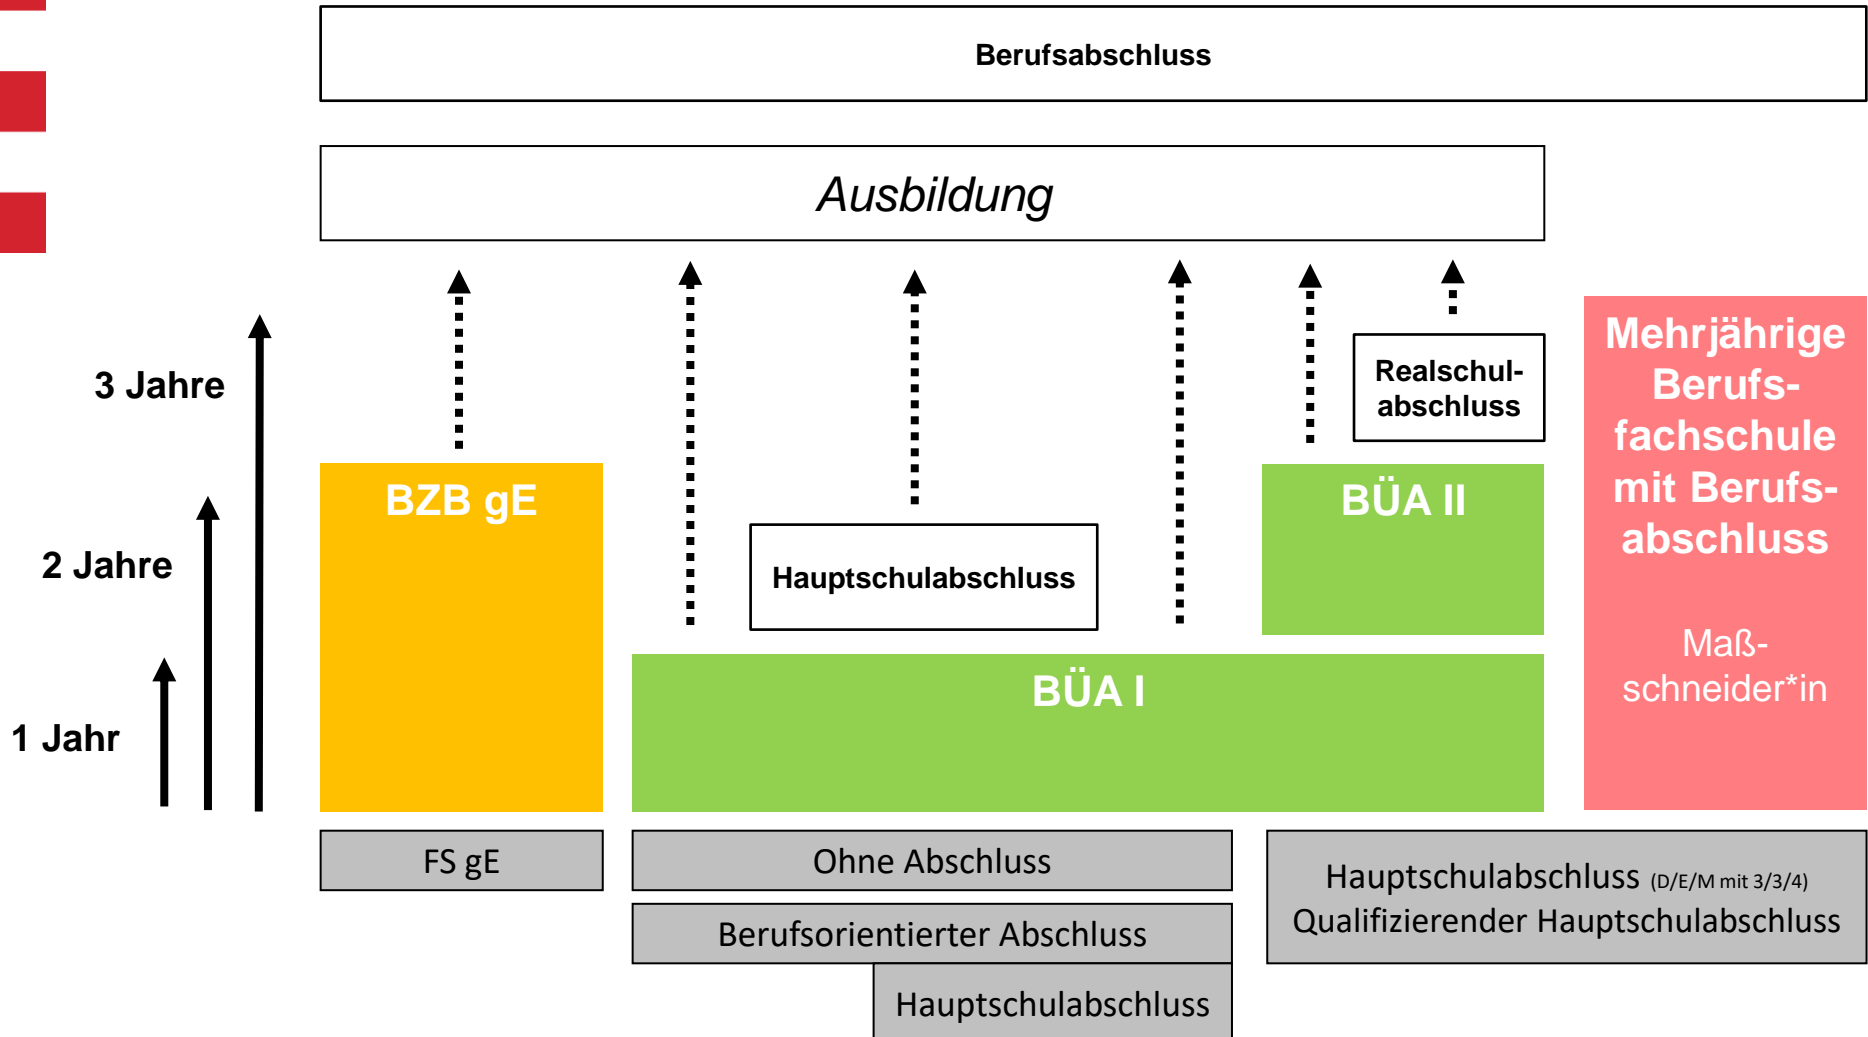 Berufsabschluss
Ausbildung
3 Jahre
2 Jahre
1 Jahr
BZB gE
Hauptschulabschluss
BÜA I
Realschul-
abschluss
BÜA II
Mehrjährige
Berufs-
fachschule
mit Berufs-
abschluss
Maß-
schneider*in
FS gE
Ohne Abschluss
Berufsorientierter Abschluss
Hauptschulabschluss
Hauptschulabschluss (D/E/M mit 3/3/4)
Qualifizierender Hauptschulabschluss